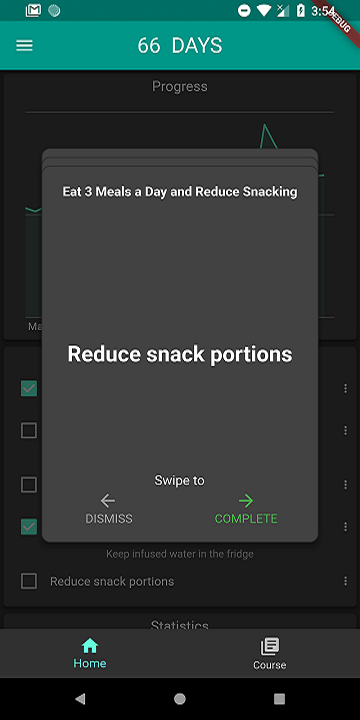 3:54
DEBUG
66 DAYS
Progress
Eat 3 Meals a Day and Reduce Snacking
Ma
Reduce snack portions
Swipe to
DISMISS
COMPLETE
Keep infused water in the fridge
Reduce snack portions
Statistics
Home
Course